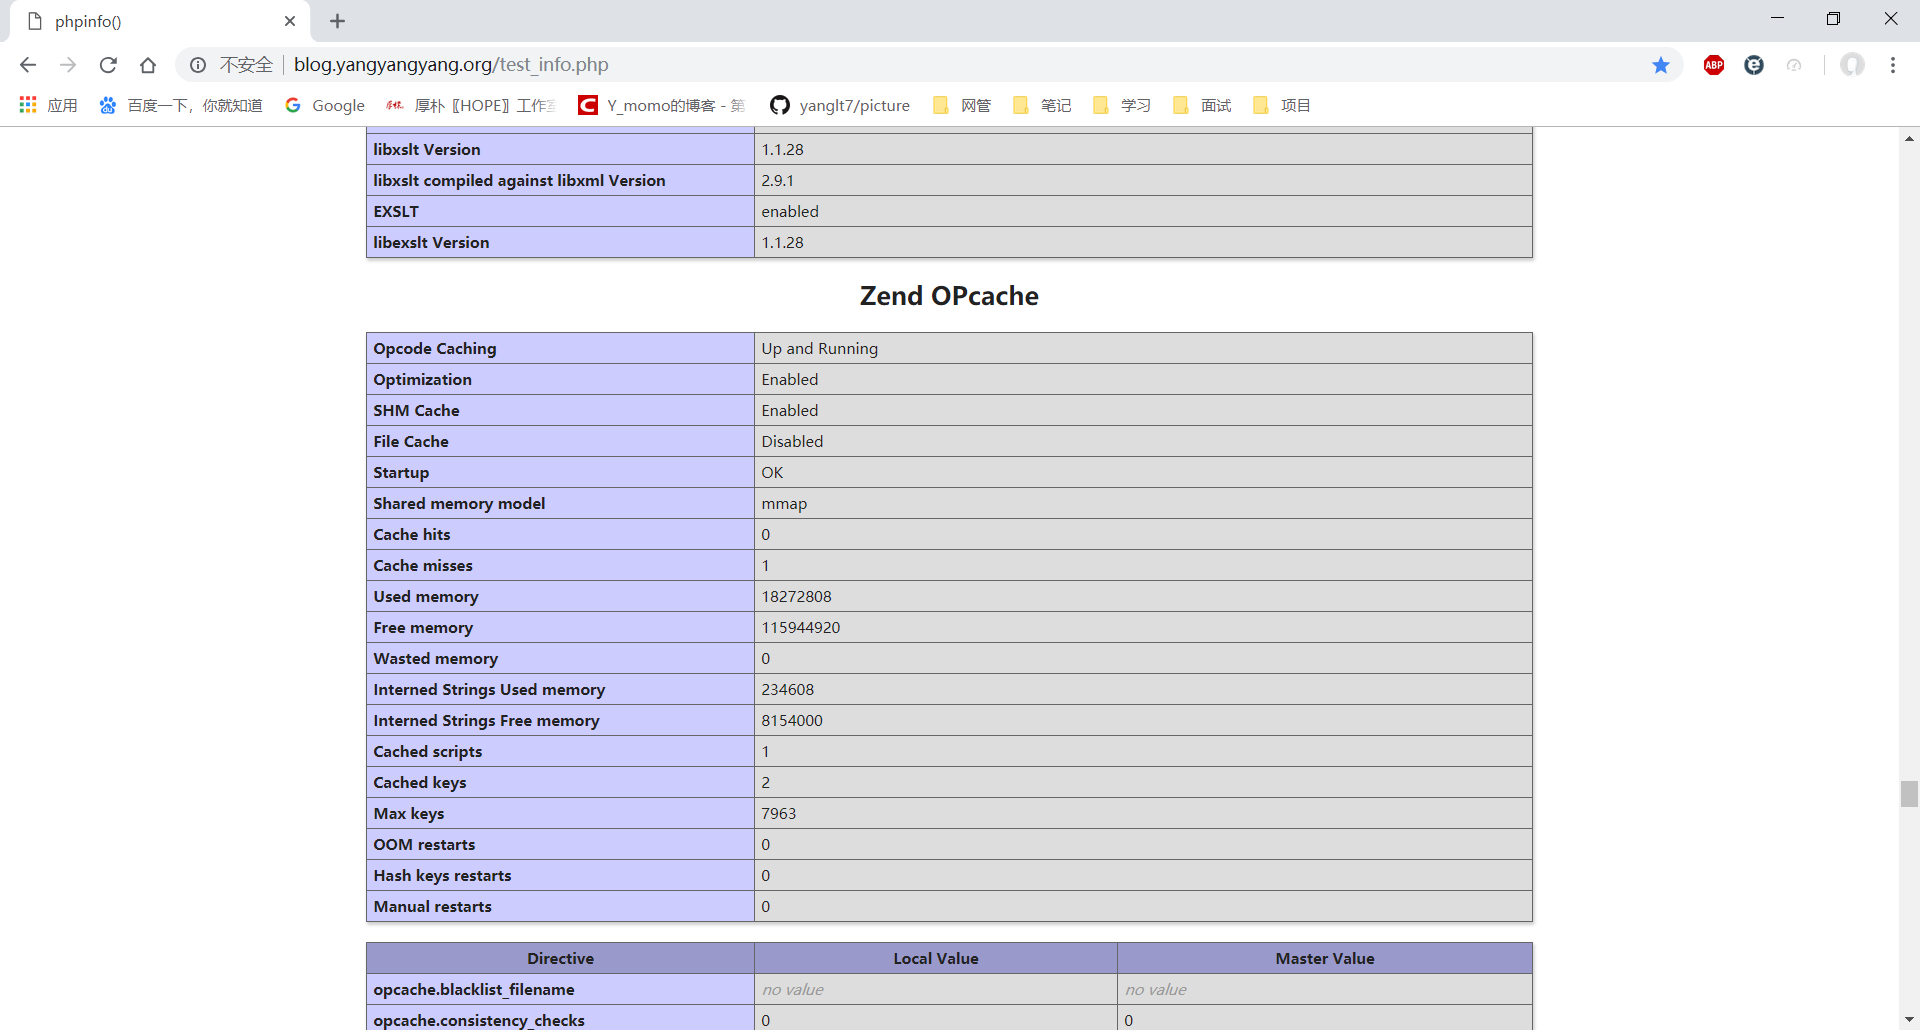 phpinfo()
不安全 blog.yangyangyang.org/test_info.php
ABP
应用 百度一下，你就知道 Google 厚朴〖HOPE〗工作室 Y_momo的博客 - 第 yanglt7/picture 网管 笔记 学习 面试 项目
libxslt Version 1.1.28
libxslt compiled against libxml Version 2.9.1
EXSLT enabled
libexslt Version 1.1.28
Zend OPcache
Opcode Caching Up and Running
Optimization Enabled
SHM Cache Enabled
File Cache Disabled
Startup OK
Shared memory model mmap
Cache hits 0
Cache misses 1
Used memory 18272808
Free memory 115944920
Wasted memory 0
Interned Strings Used memory 234608
Interned Strings Free memory 8154000
Cached scripts 1
Cached keys 2
Max keys 7963
OOM restarts 0
Hash keys restarts 0
Manual restarts 0
Directive Local Value Master Value
opcache.blacklist_filename no value no value
opcache.consistency_checks 0 0